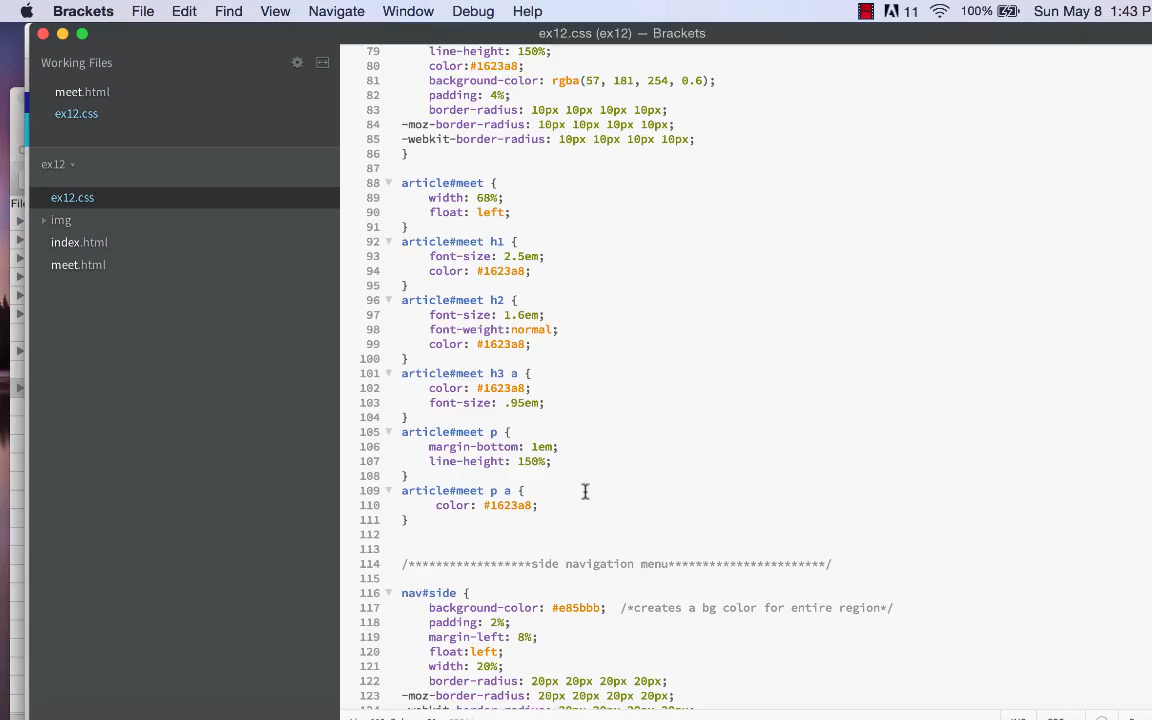 Brackets File Edit Find View Navigate Window Debug Help 11 100% Sun May 8 1:43 P
ex12.css (ex12) — Brackets
Working Files
meet.html
ex12.css
ex12
ex12.css
img
index.html
meet.html
Fil
79 line-height: 150%;
80 color:#1623a8;
81 background-color: rgba(57, 181, 254, 0.6);
82 padding: 4%;
83 border-radius: 10px 10px 10px 10px;
84 -moz-border-radius: 10px 10px 10px 10px;
85 -webkit-border-radius: 10px 10px 10px 10px;
86 }
87
88 article#meet {
89 width: 68%;
90 float: left;
91 }
92 article#meet h1 {
93 font-size: 2.5em;
94 color: #1623a8;
95 }
96 article#meet h2 {
97 font-size: 1.6em;
98 font-weight:normal;
99 color: #1623a8;
100 }
101 article#meet h3 a {
102 color: #1623a8;
103 font-size: .95em;
104 }
105 article#meet p {
106 margin-bottom: 1em;
107 line-height: 150%;
108 }
109 article#meet p a {
110 color: #1623a8;
111 }
112
113
114 /******************side navigation menu***********************/
115
116 nav#side {
117 background-color: #e85bbb; /*creates a bg color for entire region*/
118 padding: 2%;
119 margin-left: 8%;
120 float:left;
121 width: 20%;
122 border-radius: 20px 20px 20px 20px;
123 -moz-border-radius: 20px 20px 20px 20px;